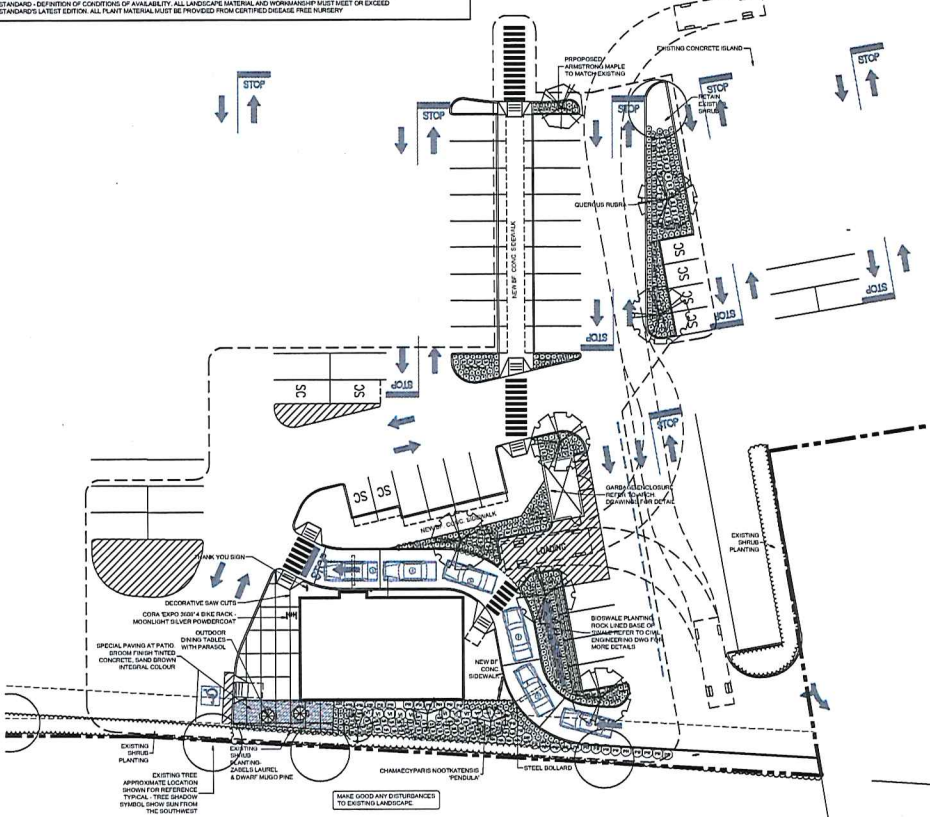 STANDARD - DEFINITION OF CONDITIONS OF AVAILABILITY. ALL LANDSCAPE MATERIAL AND WORKMANSHIP MUST MEET OR EXCEED
STANDARD'S LATEST EDITION. ALL PLANT MATERIAL MUST BE PROVIDED FROM CERTIFIED DISEASE FREE NURSERY
EXISTING CONCRETE ISLAND
PRPOPOSED
ARMSTRONG MAPLE
TO MATCH EXISTING
STOP
STOP
STOP
STOP
STOP
RETAIN
EXISTING
SHRUB
QUERCUS RUBRA
NEW BF CONC. SIDEWALK
SC
SC
SC
SC
STOP
STOP
STOP
STOP
SC
SC
STOP
SC
SC
GARBAGE ENCLOSURE
REFER TO ARCH
DRAWINGS FOR DETAIL
NEW BF CONC. SIDEWALK
LOADING
EXISTING
SHRUB
PLANTING
THANK YOU SIGN
STOP
DECORATIVE SAW CUTS
CORA "EXPO 3608" 4 BIKE RACK -
MOONLIGHT SILVER POWDERCOAT
OUTDOOR
DINING TABLES
WITH PARASOL
SPECIAL PAVING AT PATIO.
BROOM FINISH TINTED
CONCRETE, SAND BROWN
INTEGRAL COLOUR
BIOSWALE PLANTING
ROCK LINED BASE OF
SWALE REFER TO CIVIL
ENGINEERING DWG FOR
MORE DETAILS
NEW BF
CONC.
SIDEWALK
EXISTING
SHRUB
PLANTING
EXISTING
SHRUB
PLANTING-
ZABELS LAUREL
& DWARF MUGO PINE
CHAMAECYPARIS NOOTKATENSIS
'PENDULA'
STEEL BOLLARD
EXISTING TREE
APPROXIMATE LOCATION
SHOWN FOR REFERENCE
TYPICAL - TREE SHADOW
SYMBOL SHOW SUN FROM
THE SOUTHWEST
MAKE GOOD ANY DISTURBANCES
TO EXISTING LANDSCAPE.